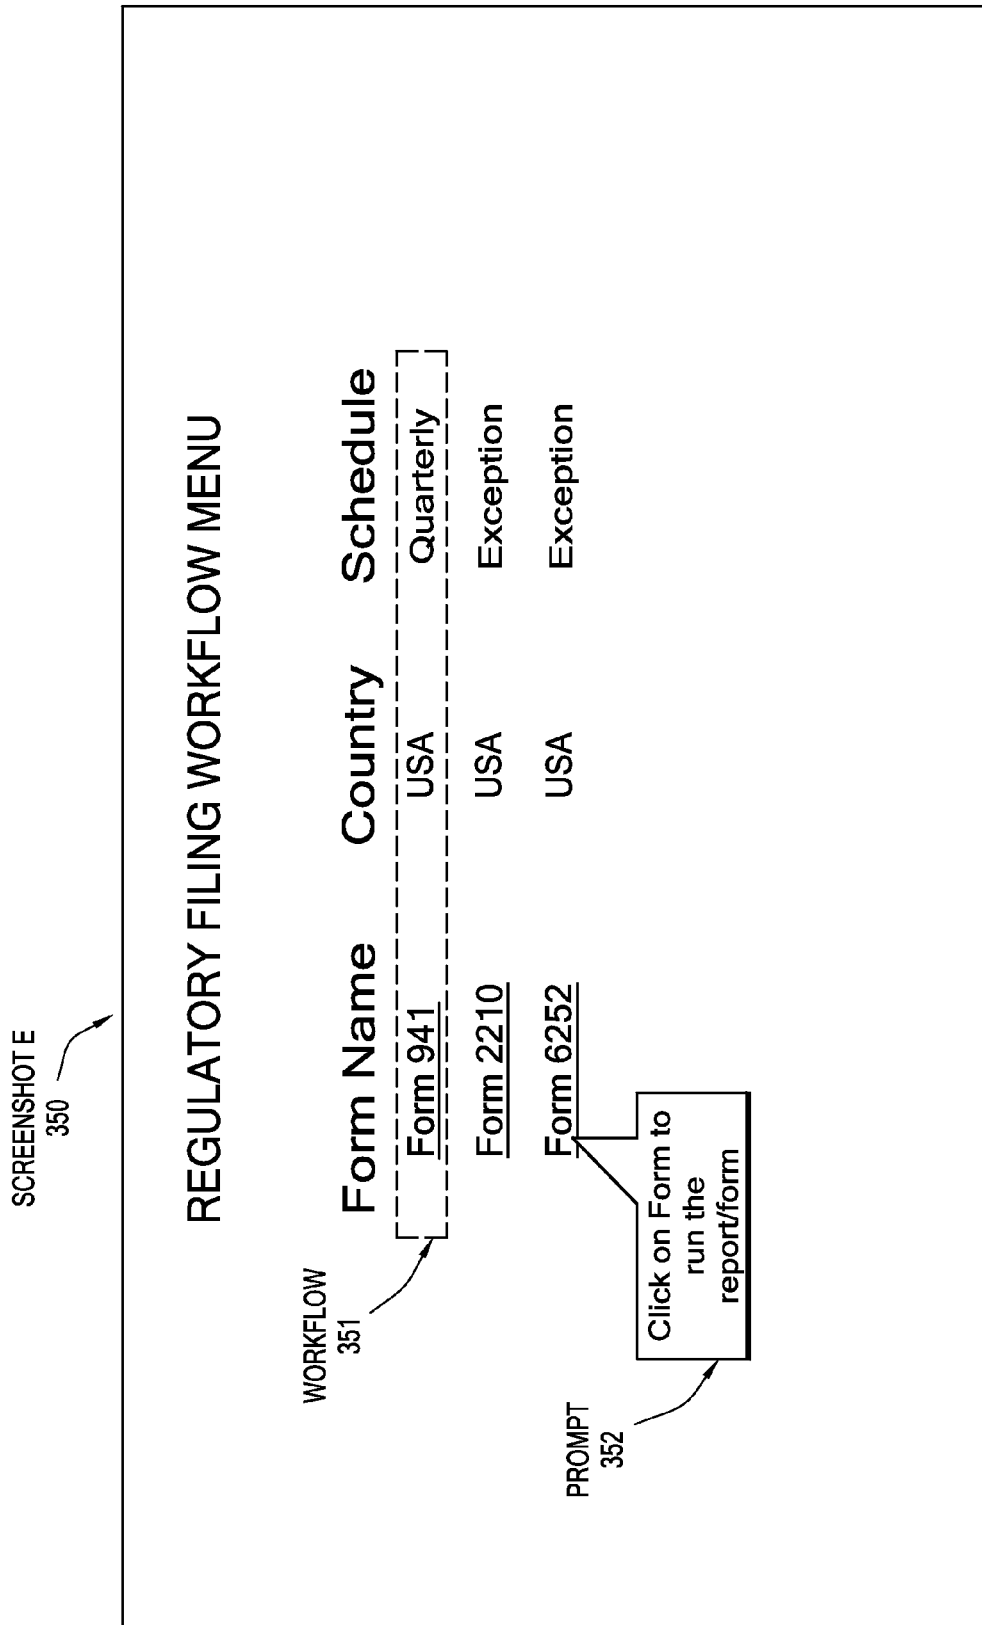 SCREENSHOT E
350
REGULATORY FILING WORKFLOW MENU
Form Name Country Schedule
WORKFLOW
351
Form 941 USA Quarterly
Form 2210 USA Exception
Form 6252 USA Exception
PROMPT
352
Click on Form to
run the
report/form